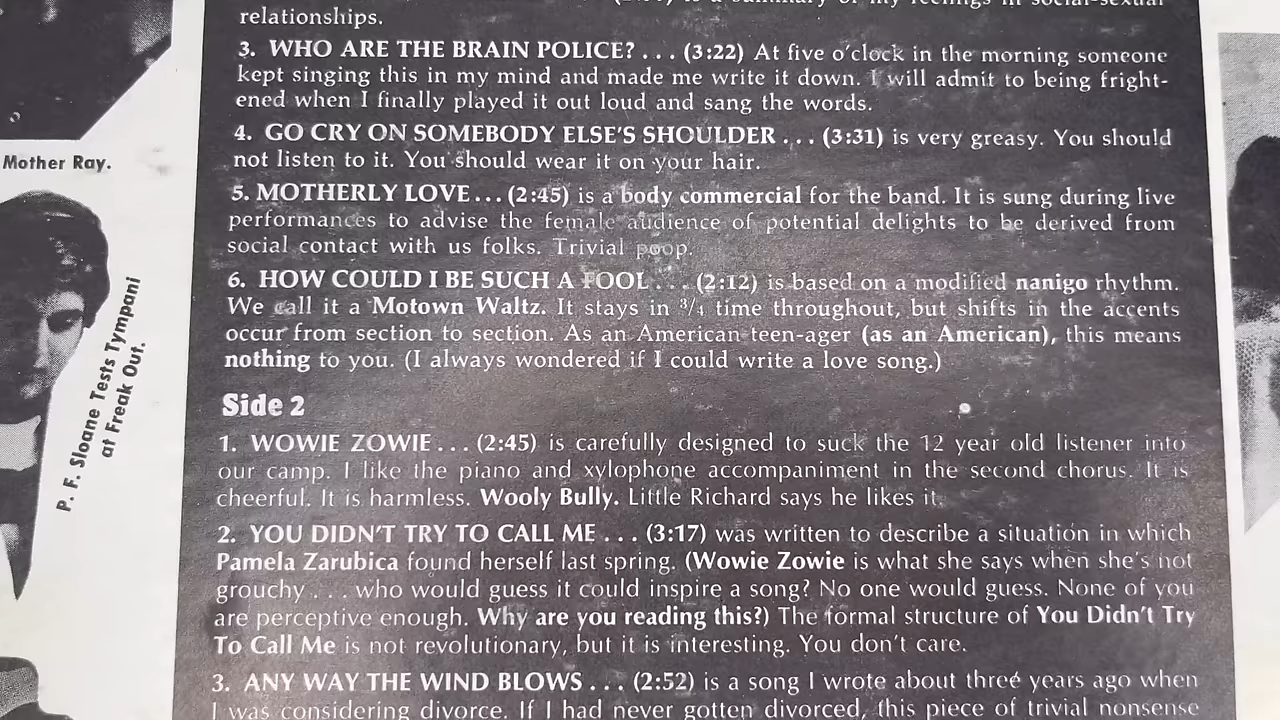 relationships.
3. WHO ARE THE BRAIN POLICE? . . . (3:22) At five o'clock in the morning someone
kept singing this in my mind and made me write it down. I will admit to being fright-
ened when I finally played it out loud and sang the words.
4. GO CRY ON SOMEBODY ELSE'S SHOULDER . . . (3:31) is very greasy. You should
not listen to it. You should wear it on your hair.
5. MOTHERLY LOVE . . . (2:45) is a body commercial for the band. It is sung during live
performances to advise the female audience of potential delights to be derived from
social contact with us folks. Trivial poop.
6. HOW COULD I BE SUCH A FOOL . . . (2:12) is based on a modified nanigo rhythm.
We call it a Motown Waltz. It stays in 3/4 time throughout, but shifts in the accents
occur from section to section. As an American teen-ager (as an American), this means
nothing to you. (I always wondered if I could write a love song.)
Side 2
1. WOWIE ZOWIE . . . (2:45) is carefully designed to suck the 12 year old listener into
our camp. I like the piano and xylophone accompaniment in the second chorus. It is
cheerful. It is harmless. Wooly Bully. Little Richard says he likes it.
2. YOU DIDN'T TRY TO CALL ME . . . (3:17) was written to describe a situation in which
Pamela Zarubica found herself last spring. (Wowie Zowie is what she says when she's not
grouchy . . . who would guess it could inspire a song? No one would guess. None of you
are perceptive enough. Why are you reading this?) The formal structure of You Didn't Try
To Call Me is not revolutionary, but it is interesting. You don't care.
3. ANY WAY THE WIND BLOWS . . . (2:52) is a song I wrote about three years ago when
I was considering divorce. If I had never gotten divorced, this piece of trivial nonsense
Mother Ray.
P. F. Sloane Tests Tympani
at Freak Out.